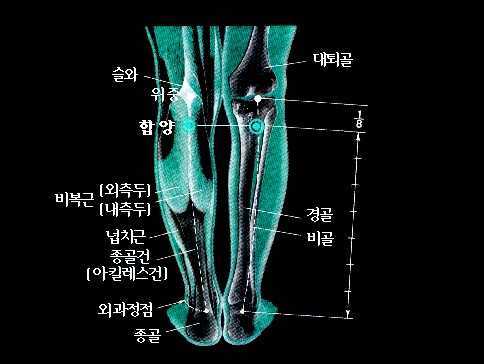 대퇴골
슬와
위중
합양
1/8
(외측두)
비복근
(내측두)
경골
넙치근
비골
종골건
(아킬레스건)
외과정점
종골